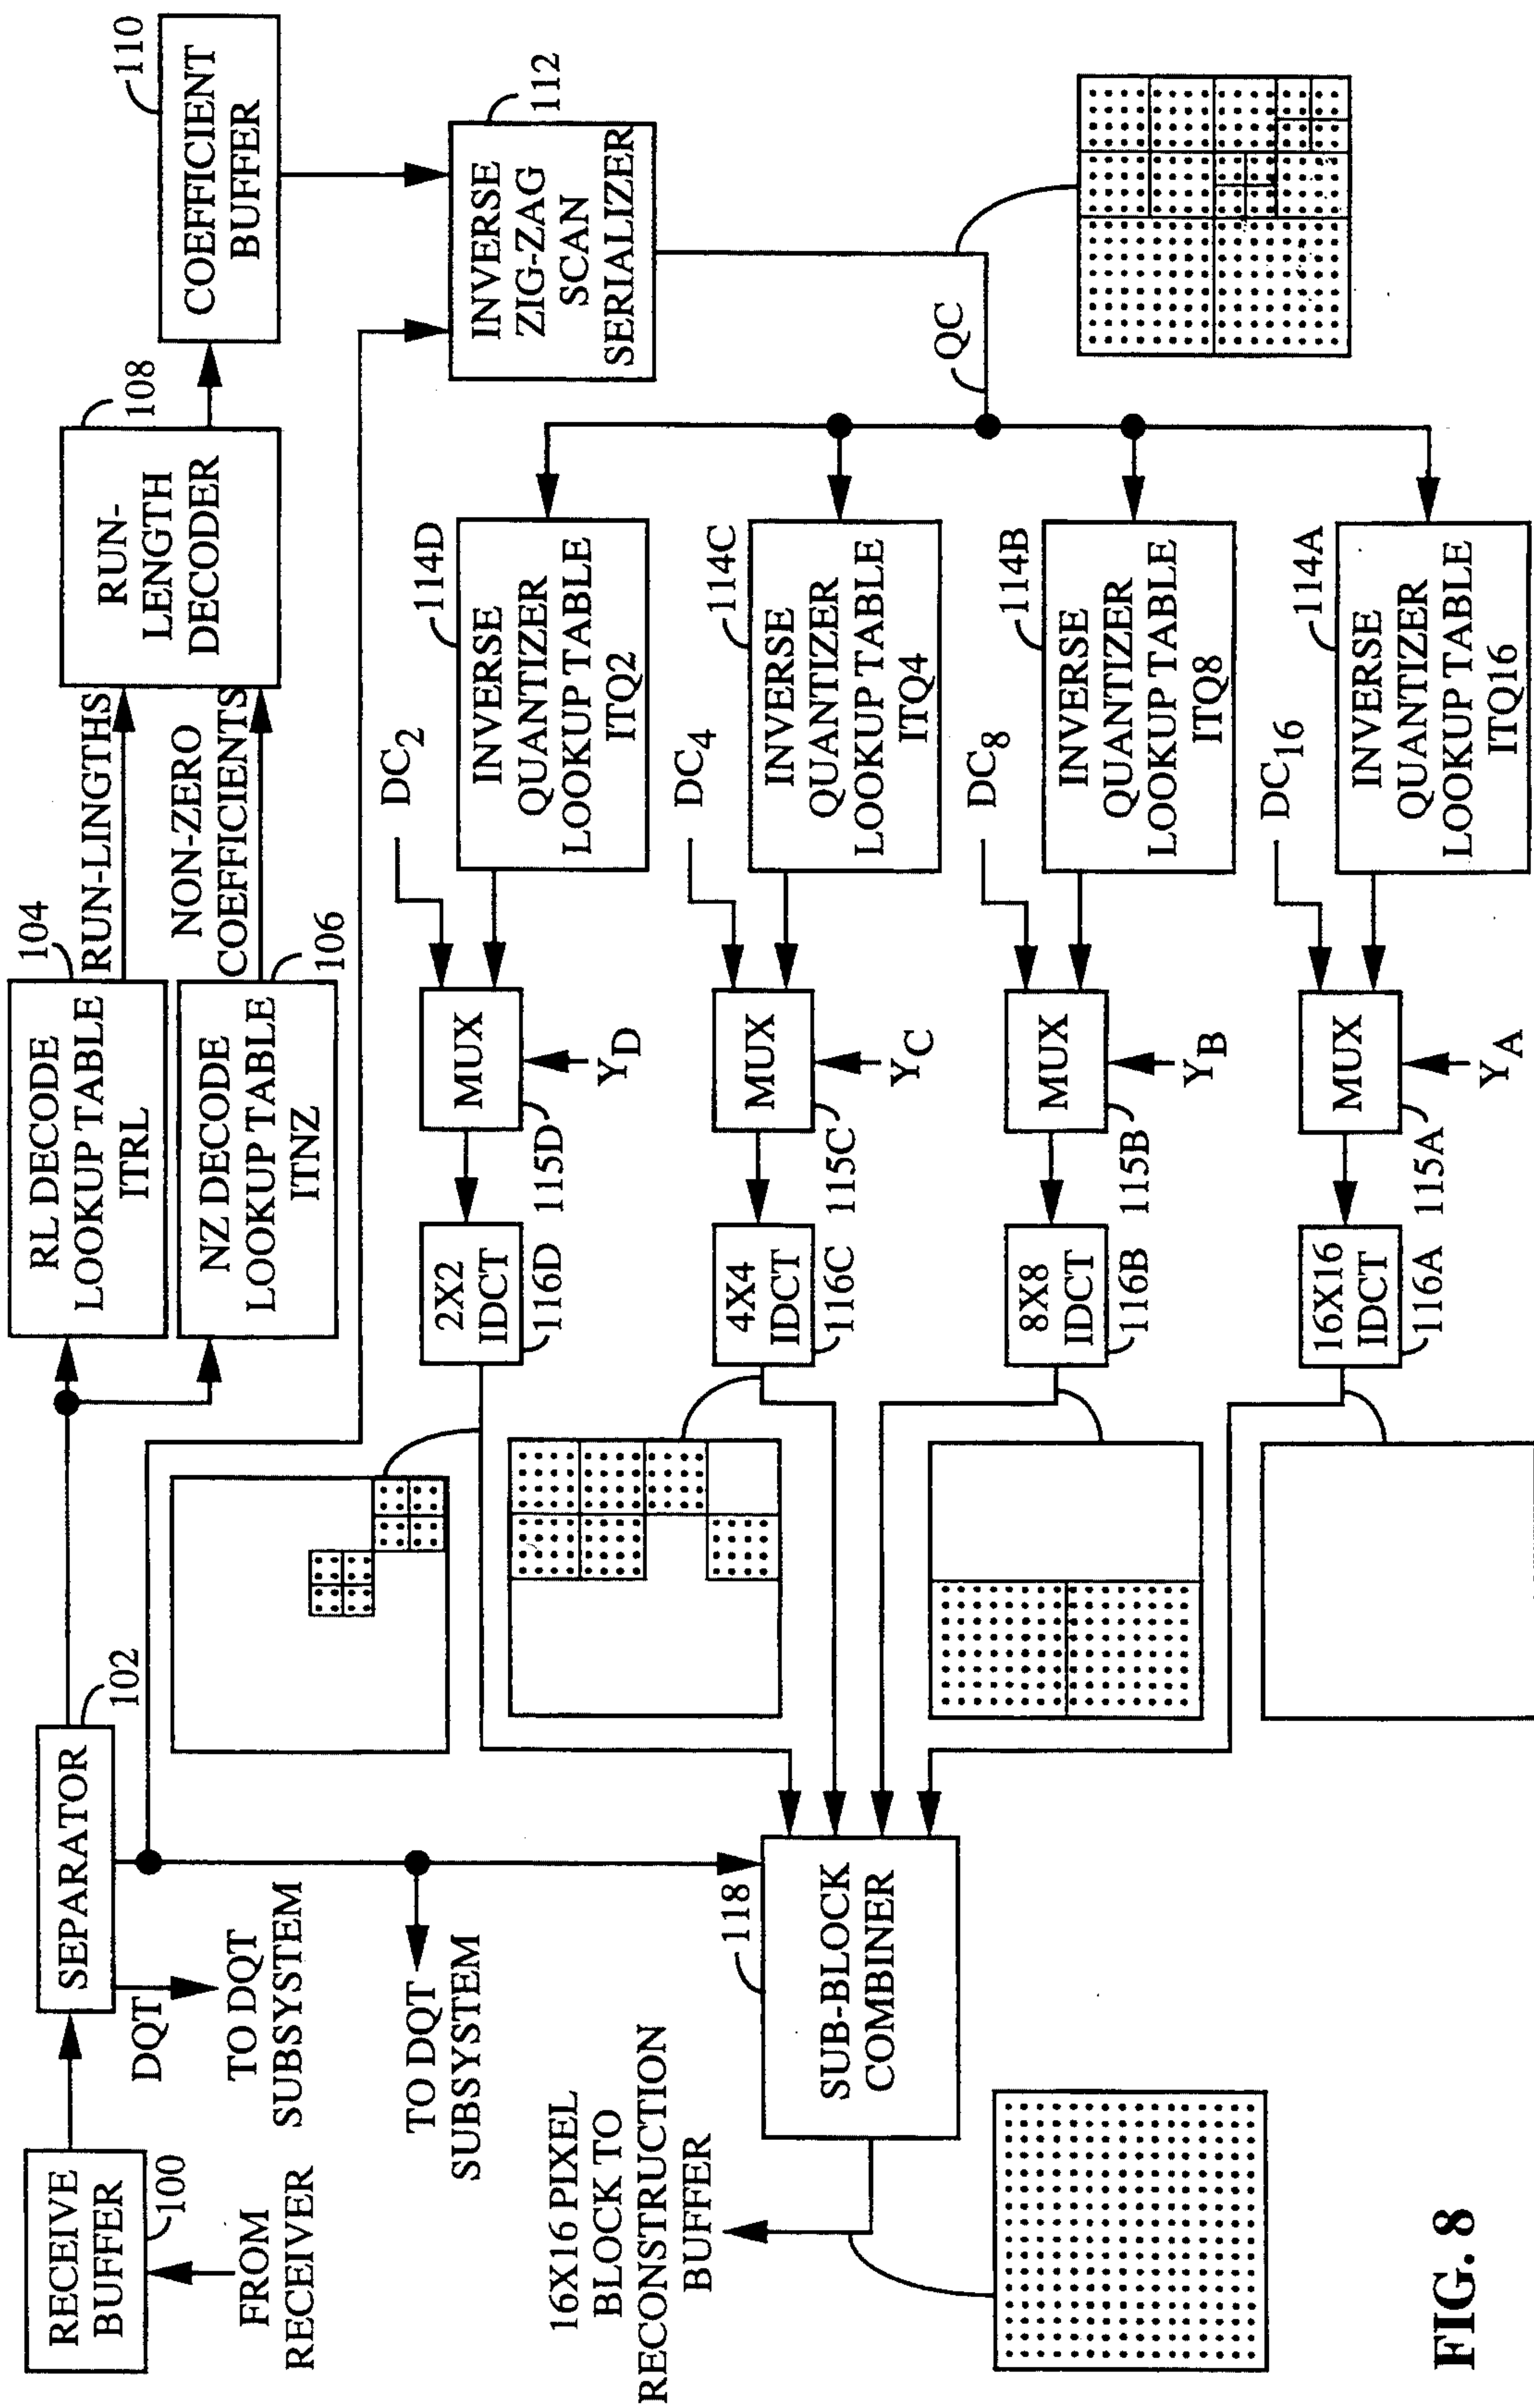 RECEIVE
BUFFER
100
FROM
RECEIVER
SEPARATOR
102
DQT
TO DQT
SUBSYSTEM
TO DQT
SUBSYSTEM
RL DECODE
LOOKUP TABLE
ITRL
104
NZ DECODE
LOOKUP TABLE
ITNZ
106
RUN-LINGTHS
NON-ZERO
COEFFICIENTS
RUN-
LENGTH
DECODER
108
COEFFICIENT
BUFFER
110
INVERSE
ZIG-ZAG
SCAN
SERIALIZER
112
QC
INVERSE
QUANTIZER
LOOKUP TABLE
ITQ2
114D
DC2
MUX
115D
YD
2X2
IDCT
116D
INVERSE
QUANTIZER
LOOKUP TABLE
ITQ4
114C
DC4
MUX
115C
YC
4X4
IDCT
116C
INVERSE
QUANTIZER
LOOKUP TABLE
ITQ8
114B
DC8
MUX
115B
YB
8X8
IDCT
116B
INVERSE
QUANTIZER
LOOKUP TABLE
ITQ16
114A
DC16
MUX
115A
YA
16X16
IDCT
116A
118
SUB-BLOCK
COMBINER
16X16 PIXEL
BLOCK TO
RECONSTRUCTION
BUFFER
FIG. 8